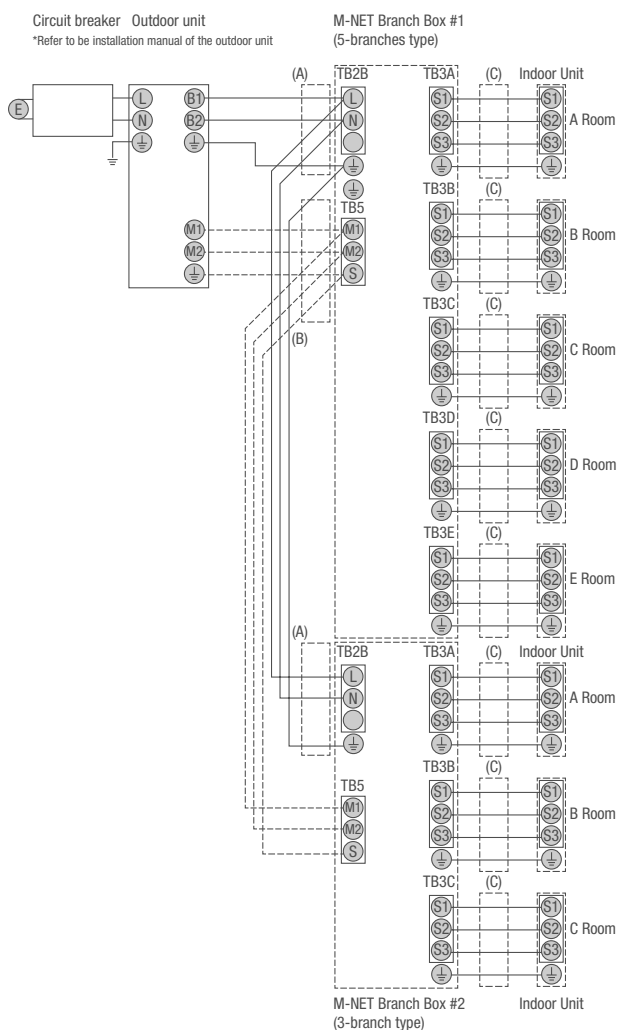 Circuit breaker Outdoor unit
*Refer to be installation manual of the outdoor unit
M-NET Branch Box #1
(5-branches type)
(A) TB2B TB3A (C) Indoor Unit
E L B1 L S1 S1
N B2 N S2 S2 A Room
S3 S3
TB3B (C)
TB5 S1 S1
M1 M1 S2 S2 B Room
M2 M2 S3 S3
S
TB3C (C)
(B) S1 S1
S2 S2 C Room
S3 S3
TB3D (C)
S1 S1
S2 S2 D Room
S3 S3
TB3E (C)
S1 S1
S2 S2 E Room
S3 S3
(A) TB2B TB3A (C) Indoor Unit
L S1 S1
N S2 S2 A Room
S3 S3
TB3B (C)
TB5 S1 S1
M1 S2 S2 B Room
M2 S3 S3
S
TB3C (C)
S1 S1
S2 S2 C Room
S3 S3
M-NET Branch Box #2 Indoor Unit
(3-branch type)